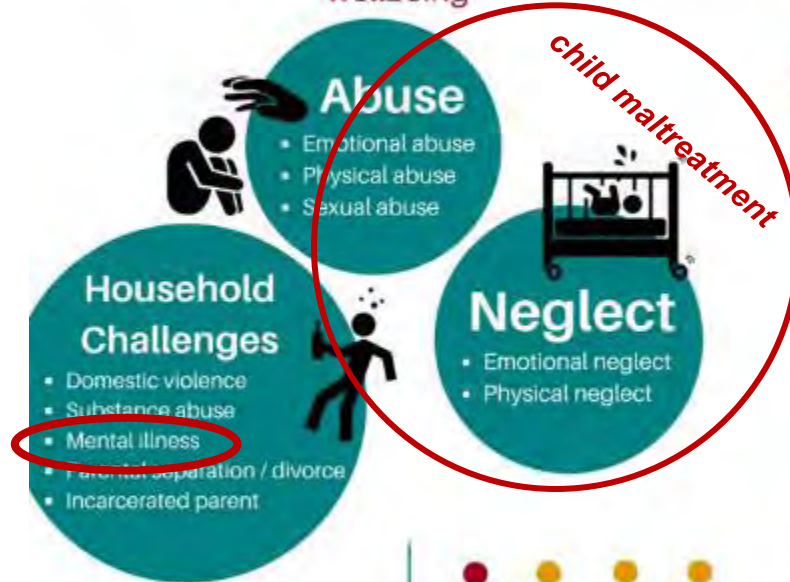 wellbeing
child maltreatment
Abuse
• Emotional abuse
• Physical abuse
• Sexual abuse
Household
Challenges
• Domestic violence
• Substance abuse
• Mental illness
• Parental separation / divorce
• Incarcerated parent
Neglect
• Emotional neglect
• Physical neglect